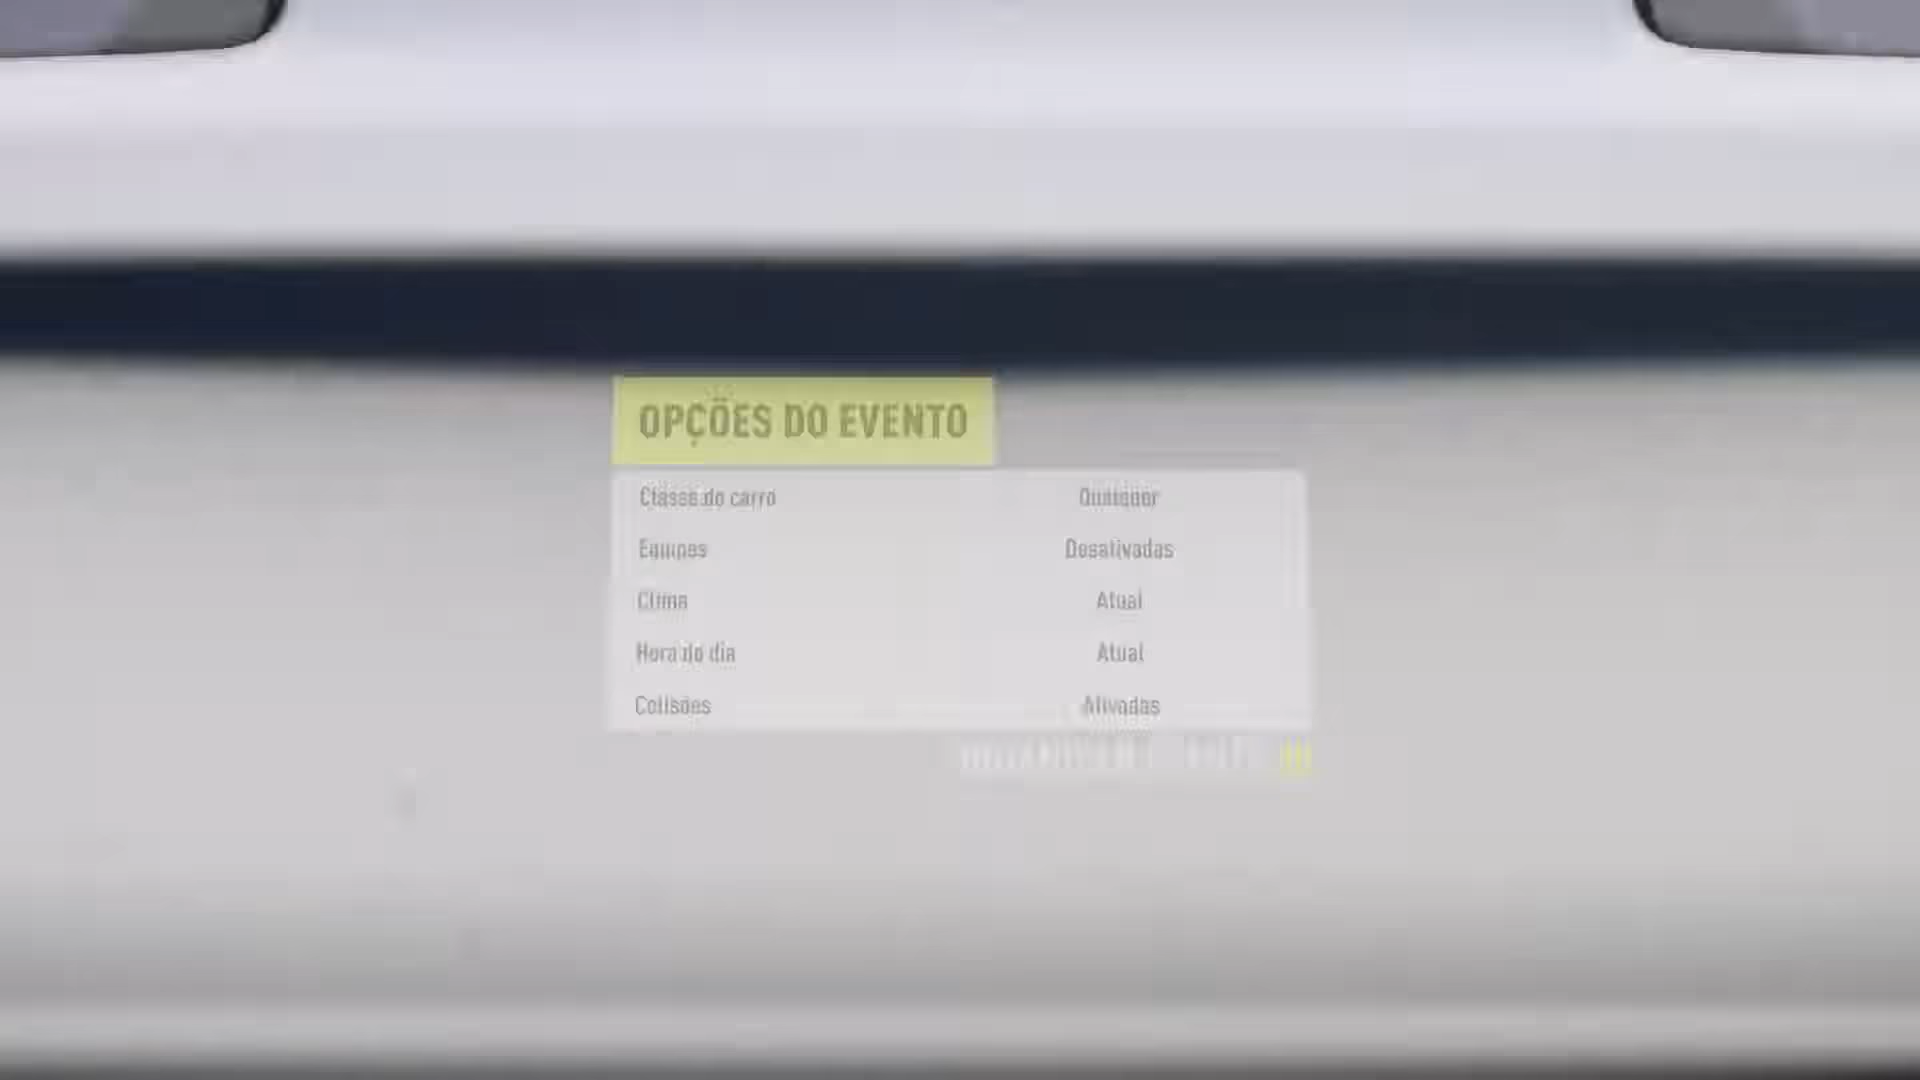 OPÇÕES DO EVENTO
Classe do carro Qualquer
Equipes Desativadas
Clima Atual
Hora do dia Atual
Colisões Ativadas